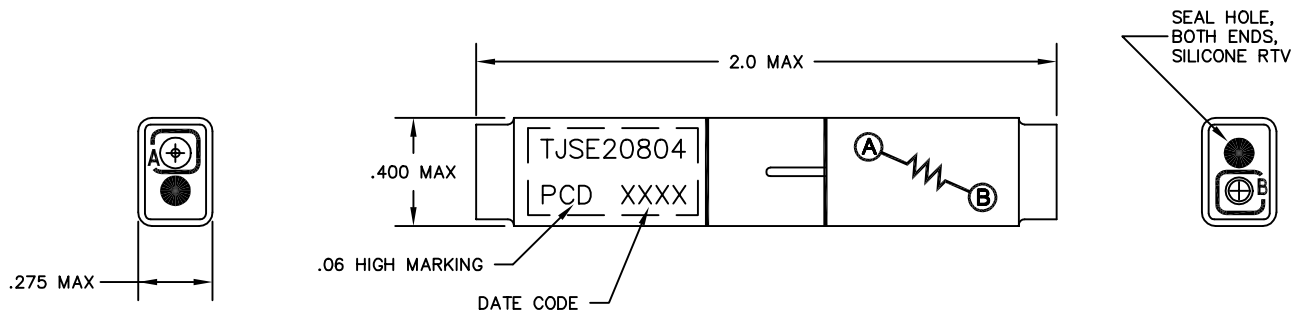 SEAL HOLE,
BOTH ENDS,
SILICONE RTV
2.0 MAX
A
.400 MAX
TJSE20804
PCD XXXX
A
B
B
.275 MAX
.06 HIGH MARKING
DATE CODE